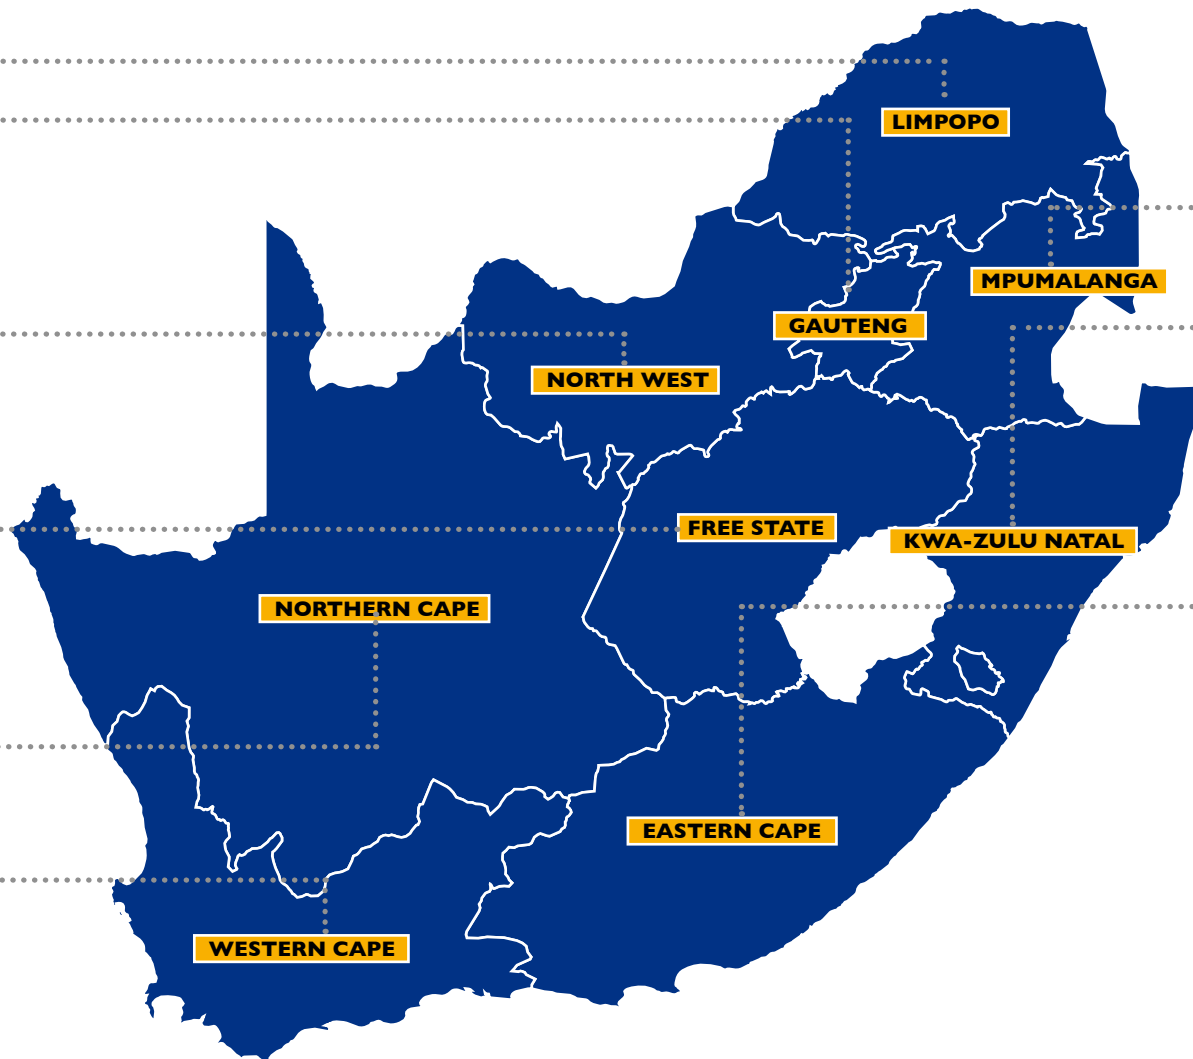 LIMPOPO
MPUMALANGA
GAUTENG
NORTH WEST
FREE STATE
KWA-ZULU NATAL
NORTHERN CAPE
EASTERN CAPE
WESTERN CAPE